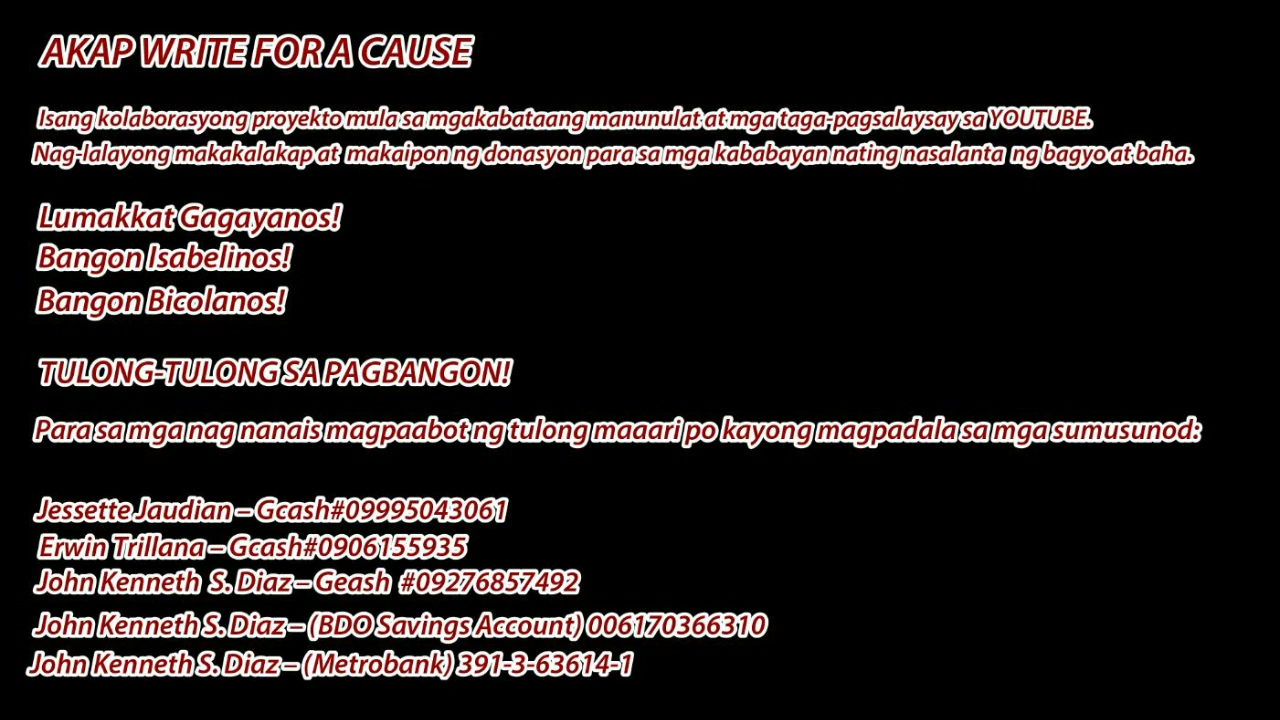 AKAP WRITE FOR A CAUSE
Isang kolaborasyong proyekto mula sa mgakabataang manunulat at mga taga-pagsalaysay sa YOUTUBE.
Nag-lalayong makakalakap at makaipon ng donasyon para sa mga kababayan nating nasalanta ng bagyo at baha.
Lumakkat Gagayanos!
Bangon Isabelinos!
Bangon Bicolanos!
TULONG-TULONG SA PAGBANGON!
Para sa mga nag nanais magpaabot ng tulong maaari po kayong magpadala sa mga sumusunod:
Jessette Jaudian – Gcash#09995043061
Erwin Trillana – Gcash#0906155935
John Kenneth S. Diaz – Geash #09276857492
John Kenneth S. Diaz – (BDO Savings Account) 006170366310
John Kenneth S. Diaz – (Metrobank) 391-3-63614-1